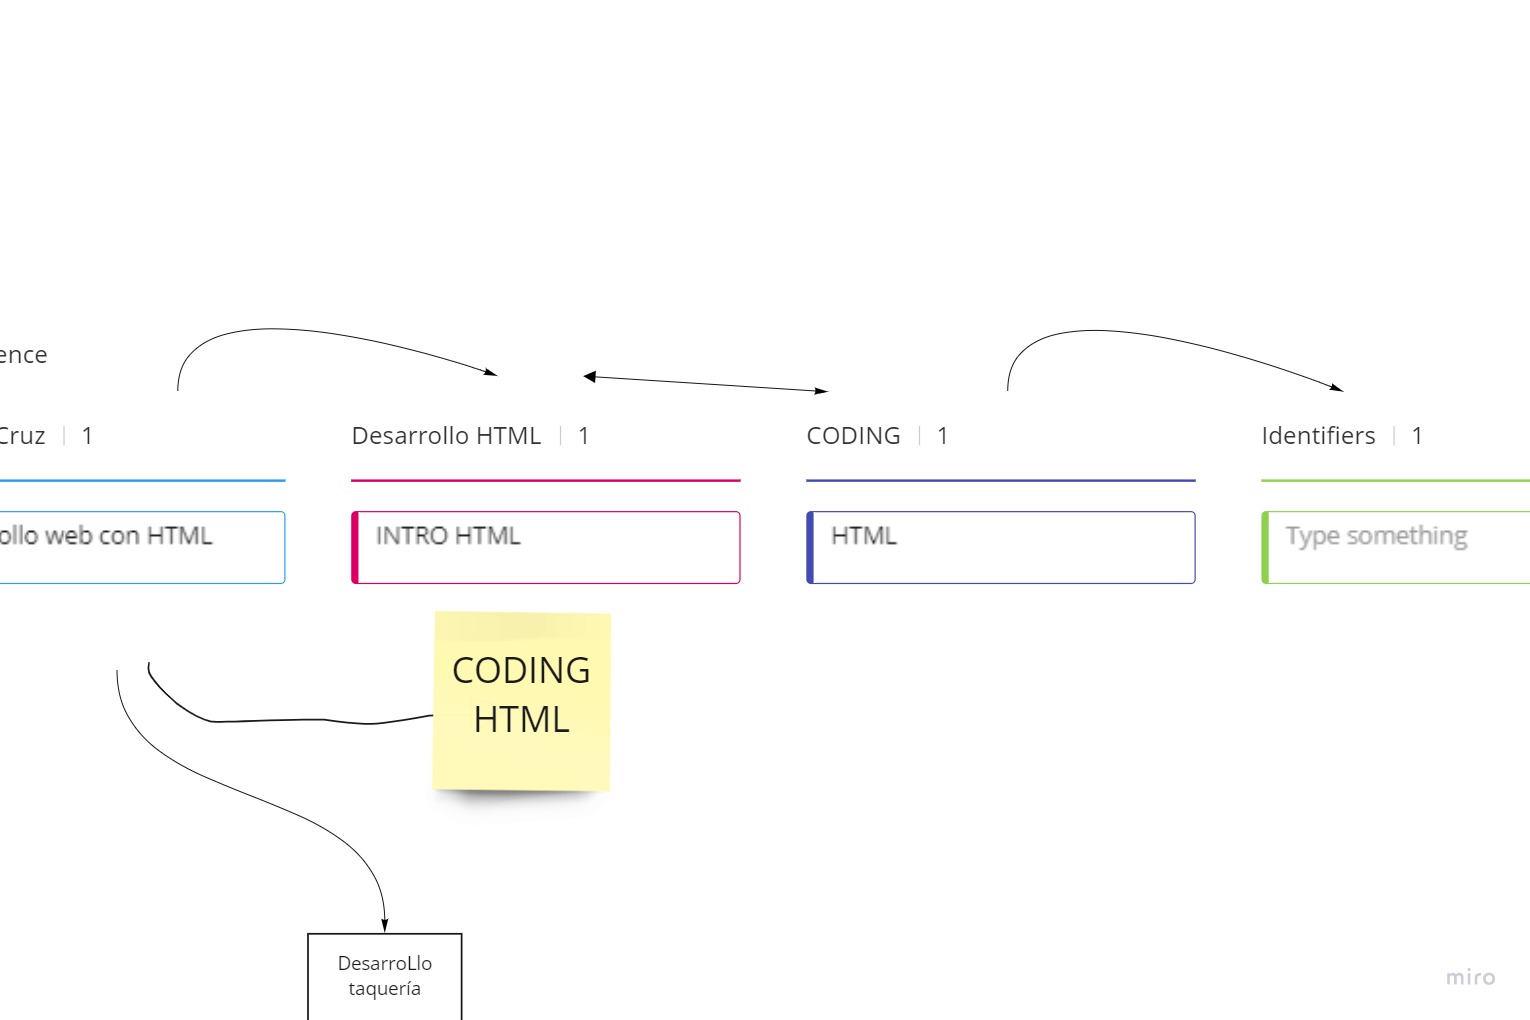 ence
Cruz | 1
Desarrollo HTML | 1
CODING | 1
Identifiers | 1
ollo web con HTML
INTRO HTML
HTML
Type something
CODING
HTML
DesarroLlo
taquería
miro